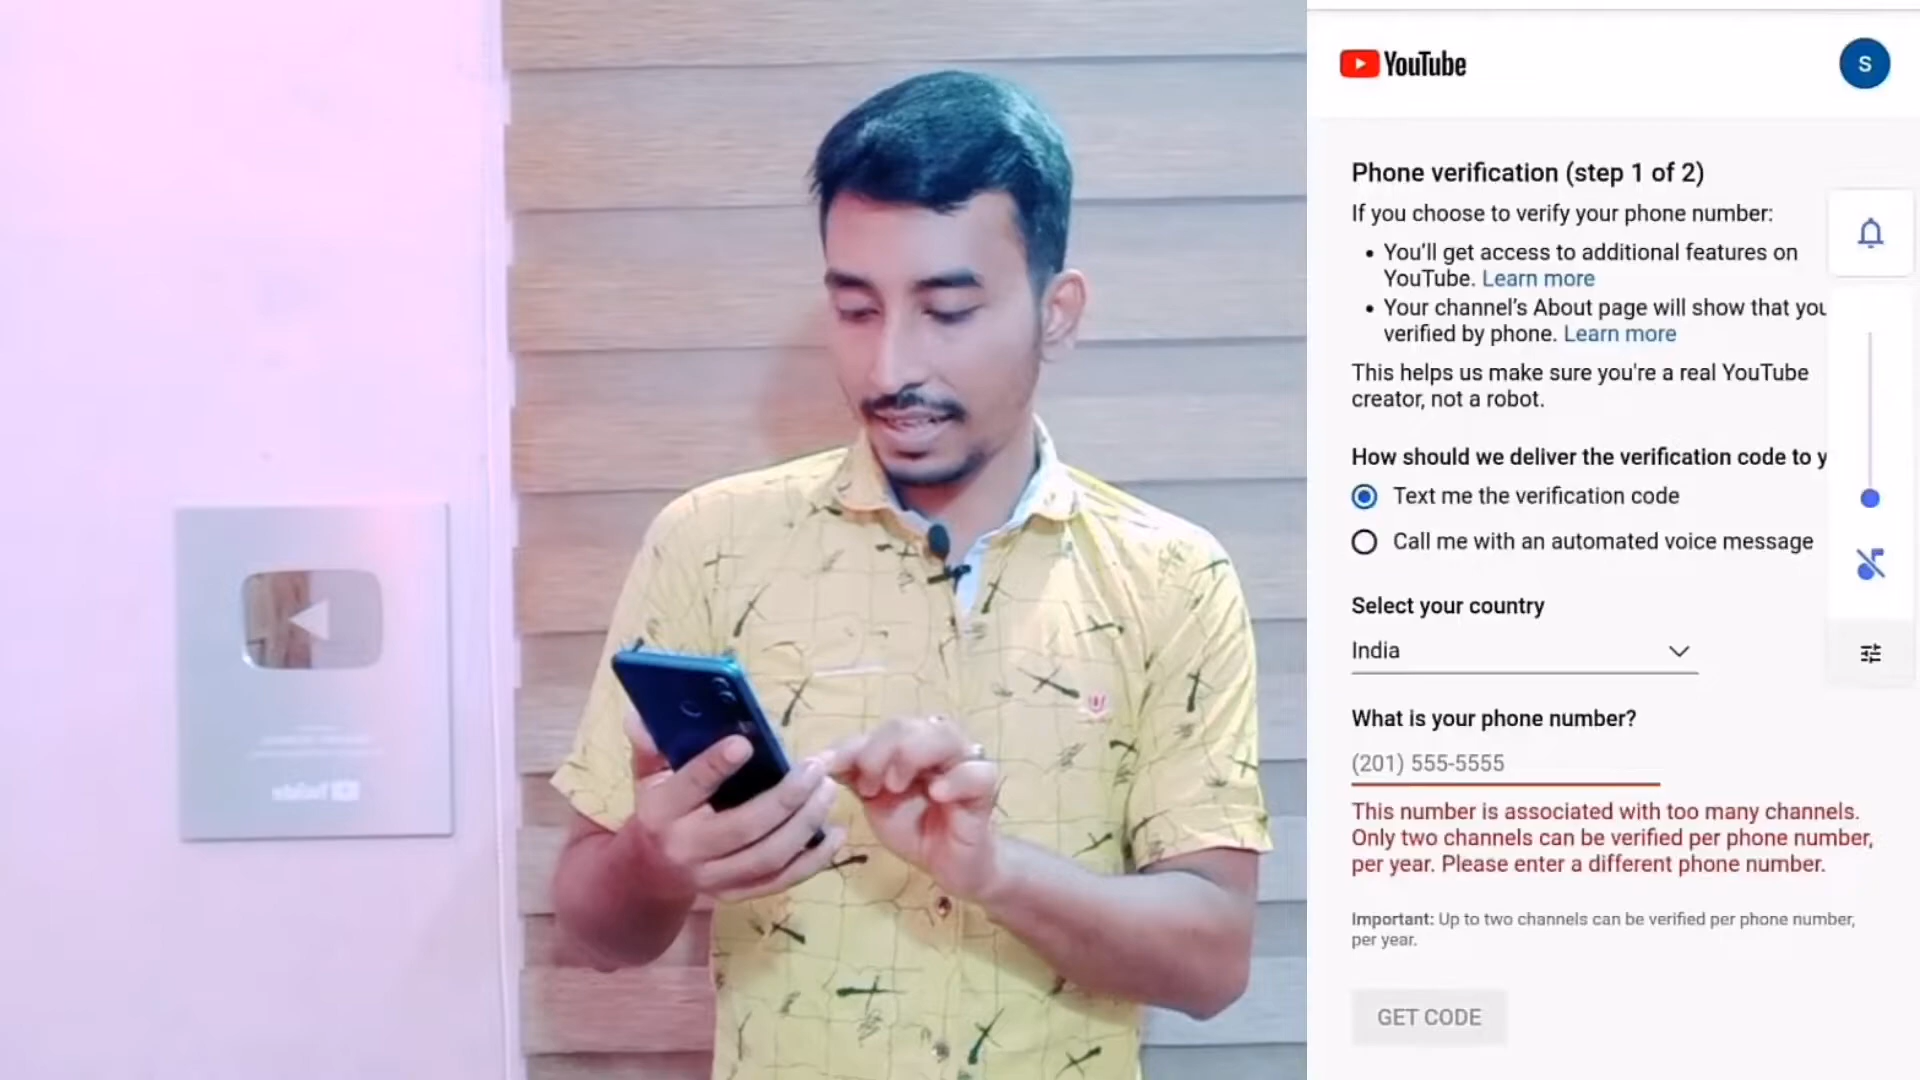 YouTube
S
Phone verification (step 1 of 2)
If you choose to verify your phone number:
You'll get access to additional features on
YouTube. Learn more
Your channel's About page will show that you
verified by phone. Learn more
This helps us make sure you're a real YouTube
creator, not a robot.
How should we deliver the verification code to y
Text me the verification code
Call me with an automated voice message
Select your country
India
What is your phone number?
(201) 555-5555
This number is associated with too many channels.
Only two channels can be verified per phone number,
per year. Please enter a different phone number.
Important: Up to two channels can be verified per phone number,
per year.
GET CODE